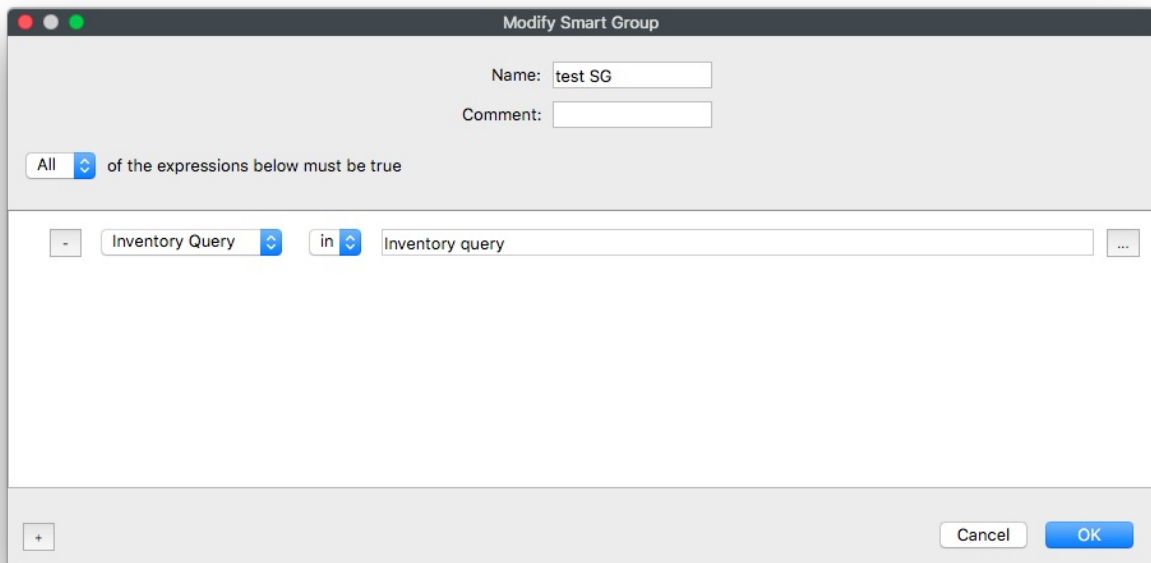 Modify Smart Group
Name: test SG
Comment:
All of the expressions below must be true
- Inventory Query in Inventory query ...
+ Cancel OK